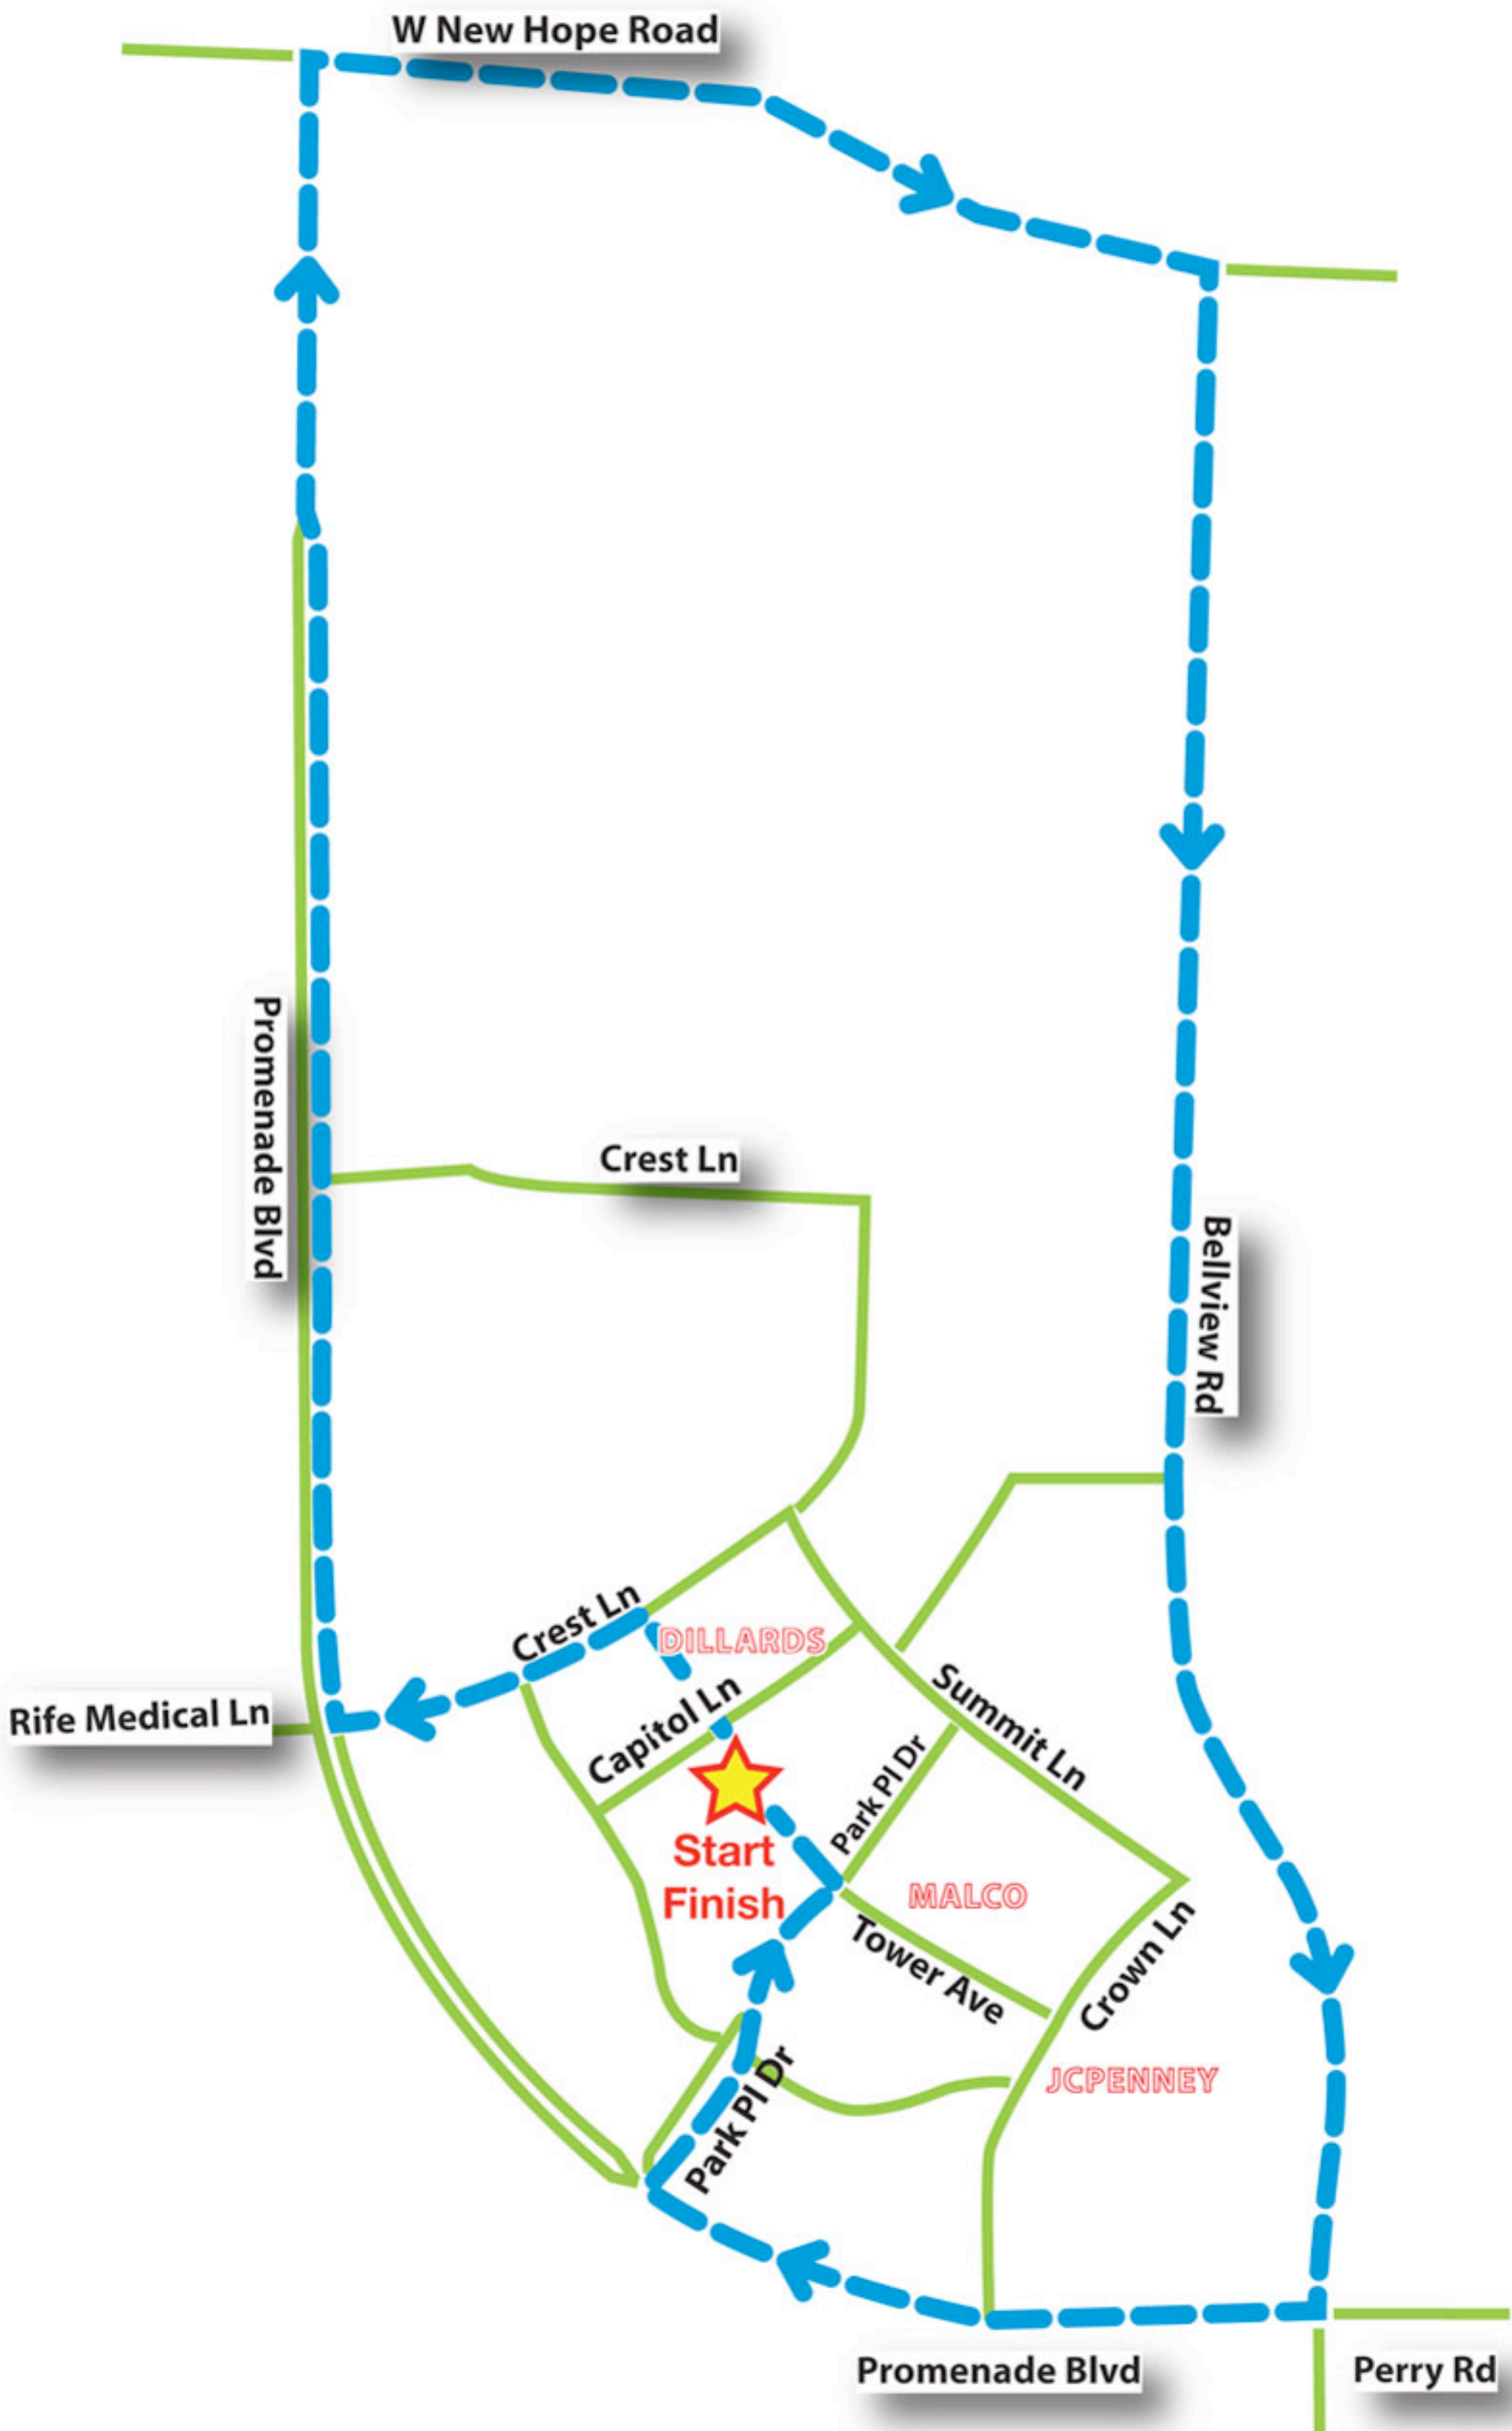 W New Hope Road
Promenade Blvd
Crest Ln
Bellview Rd
Crest Ln
DILLARDS
Summit Ln
Capitol Ln
Rife Medical Ln
Park Pl Dr
Start
Finish
MALCO
Tower Ave
Crown Ln
JCPENNEY
Park Pl Dr
Promenade Blvd
Perry Rd